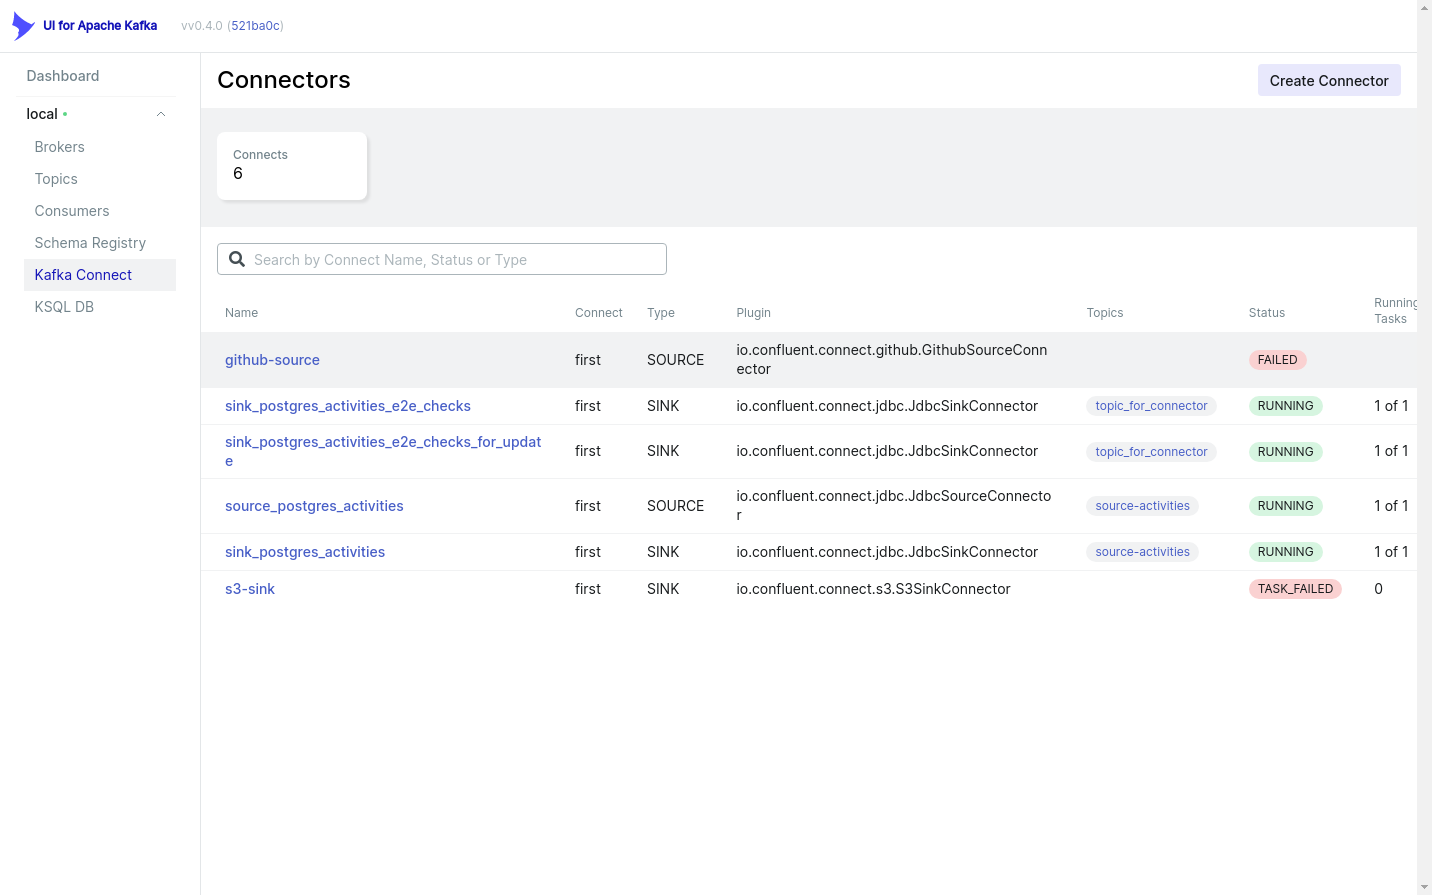 UI for Apache Kafka vv0.4.0 (521ba0c)
Dashboard
local
Brokers
Topics
Consumers
Schema Registry
Kafka Connect
KSQL DB
Connectors
Create Connector
Connects
6
Search by Connect Name, Status or Type
Name Connect Type Plugin Topics Status Running
Tasks
github-source first SOURCE io.confluent.connect.github.GithubSourceConn
ector FAILED
sink_postgres_activities_e2e_checks first SINK io.confluent.connect.jdbc.JdbcSinkConnector topic_for_connector RUNNING 1 of 1
sink_postgres_activities_e2e_checks_for_updat
e first SINK io.confluent.connect.jdbc.JdbcSinkConnector topic_for_connector RUNNING 1 of 1
source_postgres_activities first SOURCE io.confluent.connect.jdbc.JdbcSourceConnecto
r source-activities RUNNING 1 of 1
sink_postgres_activities first SINK io.confluent.connect.jdbc.JdbcSinkConnector source-activities RUNNING 1 of 1
s3-sink first SINK io.confluent.connect.s3.S3SinkConnector TASK_FAILED 0